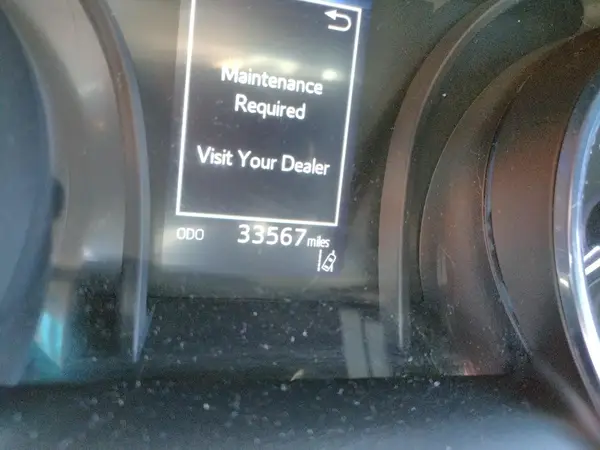 Maintenance
Required
Visit Your Dealer
ODO 33567 miles